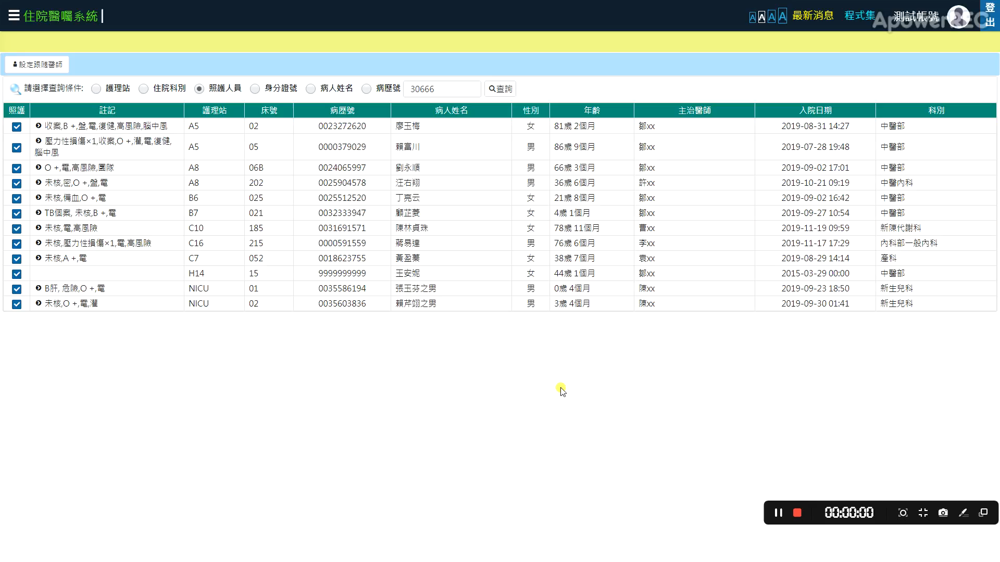 住院醫囑系統
A A A A 最新消息 程式集 測試帳號 登出
ApowerREC
設定跟隨醫師
請選擇查詢條件: 護理站 住院科別 照護人員 身分證號 病人姓名 病歷號 30666 查詢
照護 註記 護理站 床號 病歷號 病人姓名 性別 年齡 主治醫師 入院日期 科別
收案,B +,盤,電,復健,高風險,腦中風 A5 02 0023272620 廖玉梅 女 81歲 2個月 鄒xx 2019-08-31 14:27 中醫部
壓力性損傷×1,收案,O +,灌,電,復健,
腦中風 A5 05 0000379029 賴富川 男 86歲 9個月 鄒xx 2019-07-28 19:48 中醫部
O +,電,高風險,團隊 A8 06B 0024065997 劉永順 男 66歲 3個月 鄒xx 2019-09-02 17:01 中醫部
未核,密,O +,盤,電 A8 202 0025904578 汪右翔 男 36歲 6個月 許xx 2019-10-21 09:19 中醫內科
未核,備血,O +,電 B6 025 0025512520 丁亮云 女 21歲 8個月 鄒xx 2019-09-02 16:42 中醫部
TB個案, 未核,B +,電 B7 021 0032333947 顧芷菱 女 4歲 1個月 鄒xx 2019-09-27 10:54 中醫部
未核,電,高風險 C10 185 0031691571 陳林貞珠 女 78歲 11個月 曹xx 2019-11-19 09:59 新陳代謝科
未核,壓力性損傷×1,電,高風險 C16 215 0000591559 蔣易達 男 76歲 6個月 李xx 2019-11-17 17:29 內科部一般內科
未核,A +,電 C7 052 0018623755 黃盈蓁 女 38歲 7個月 袁xx 2019-08-29 14:14 產科
H14 15 9999999999 王安妮 女 44歲 1個月 鄒xx 2015-03-29 00:00 中醫部
B肝, 危險,O +,電 NICU 01 0035586194 張玉芬之男 男 0歲 4個月 陳xx 2019-09-23 18:50 新生兒科
未核,O +,電,灌 NICU 02 0035603836 賴芹翊之男 男 3歲 4個月 陳xx 2019-09-30 01:41 新生兒科
00:00:00